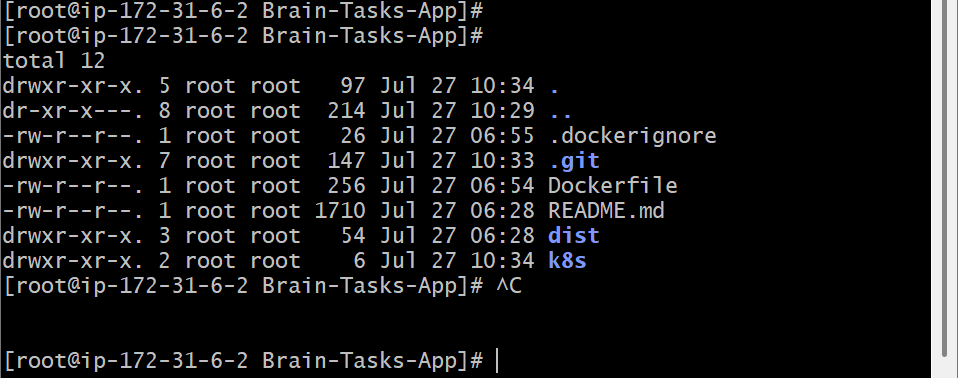 [root@ip-172-31-6-2 Brain-Tasks-App]#
[root@ip-172-31-6-2 Brain-Tasks-App]#
total 12
drwxr-xr-x. 5 root root   97 Jul 27 10:34 .
dr-xr-x---. 8 root root  214 Jul 27 10:29 ..
-rw-r--r--. 1 root root   26 Jul 27 06:55 .dockerignore
drwxr-xr-x. 7 root root  147 Jul 27 10:33 .git
-rw-r--r--. 1 root root  256 Jul 27 06:54 Dockerfile
-rw-r--r--. 1 root root 1710 Jul 27 06:28 README.md
drwxr-xr-x. 3 root root   54 Jul 27 06:28 dist
drwxr-xr-x. 2 root root    6 Jul 27 10:34 k8s
[root@ip-172-31-6-2 Brain-Tasks-App]# ^C
[root@ip-172-31-6-2 Brain-Tasks-App]#